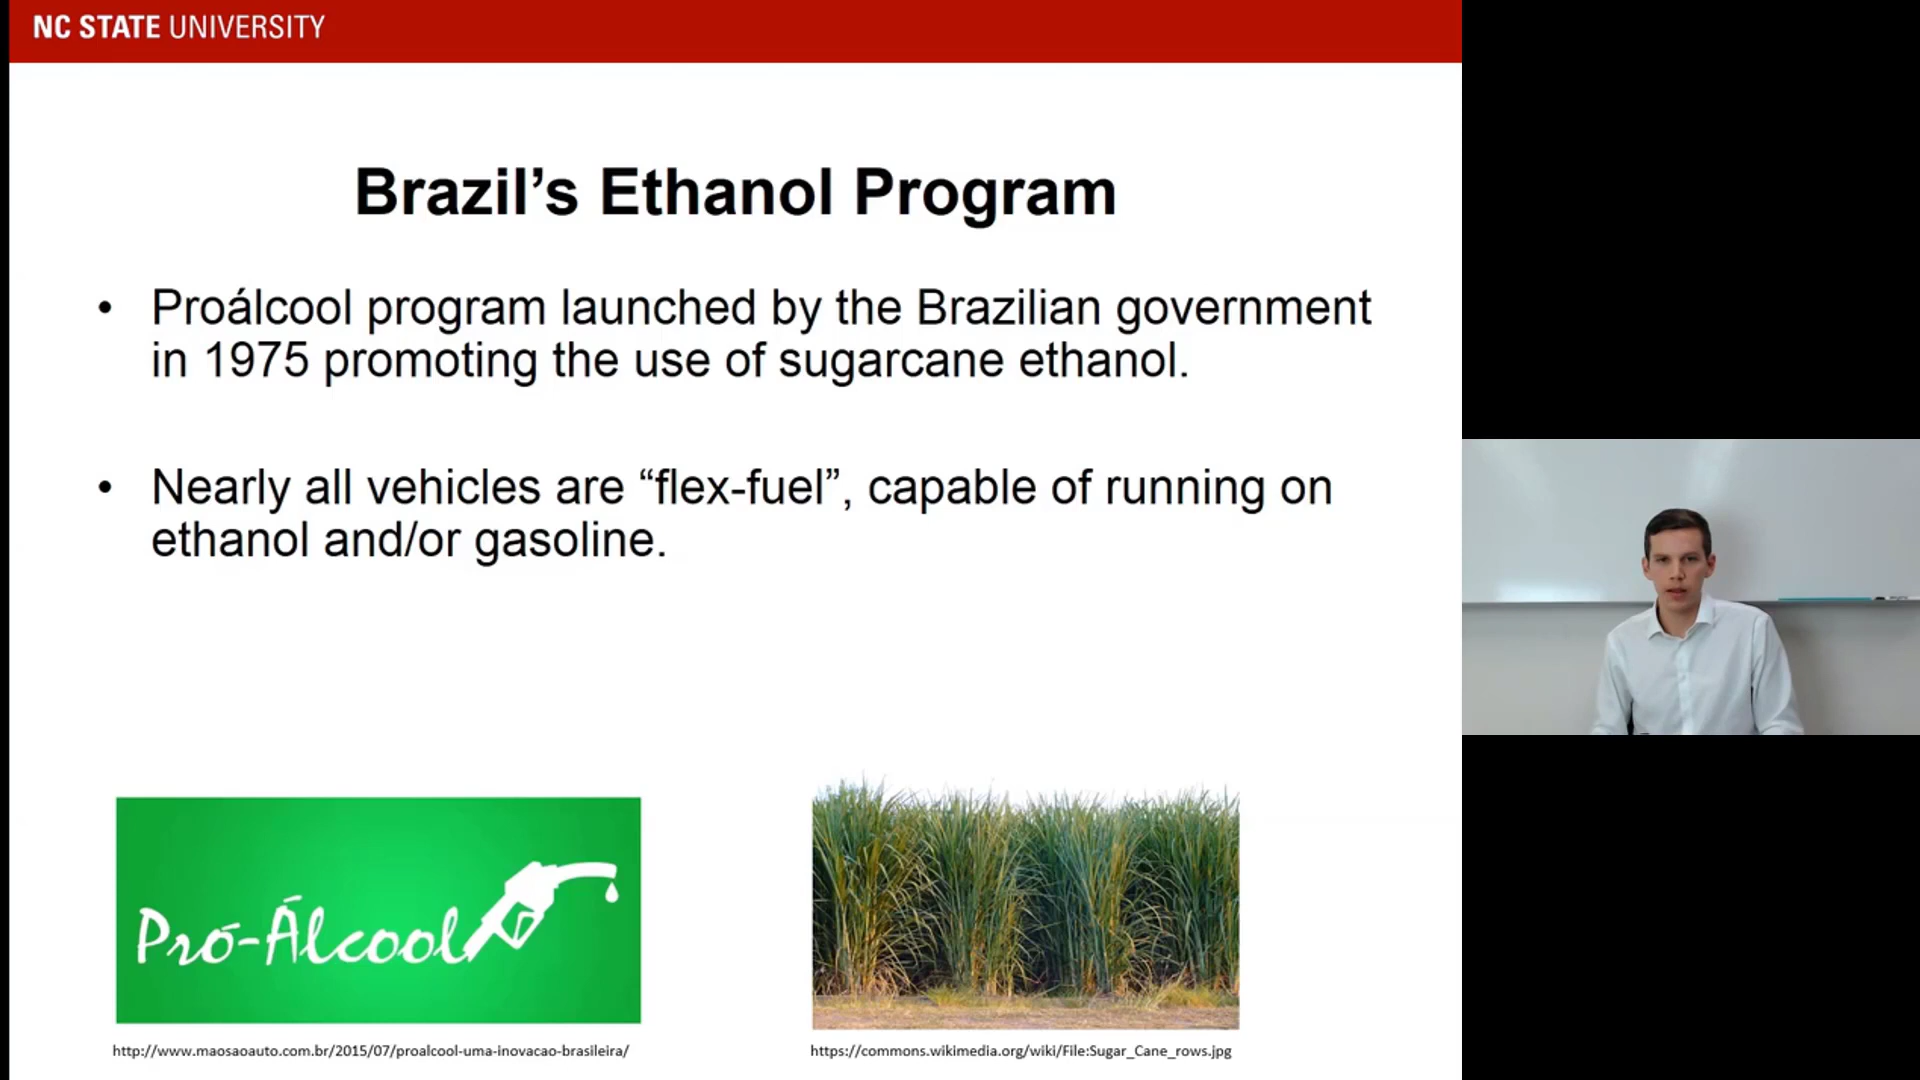 NC STATE UNIVERSITY
Brazil’s Ethanol Program
• Proálcool program launched by the Brazilian government
in 1975 promoting the use of sugarcane ethanol.
• Nearly all vehicles are “flex-fuel”, capable of running on
ethanol and/or gasoline.
Pró-Álcool
http://www.maosaoauto.com.br/2015/07/proalcool-uma-inovacao-brasileira/
https://commons.wikimedia.org/wiki/File:Sugar_Cane_rows.jpg